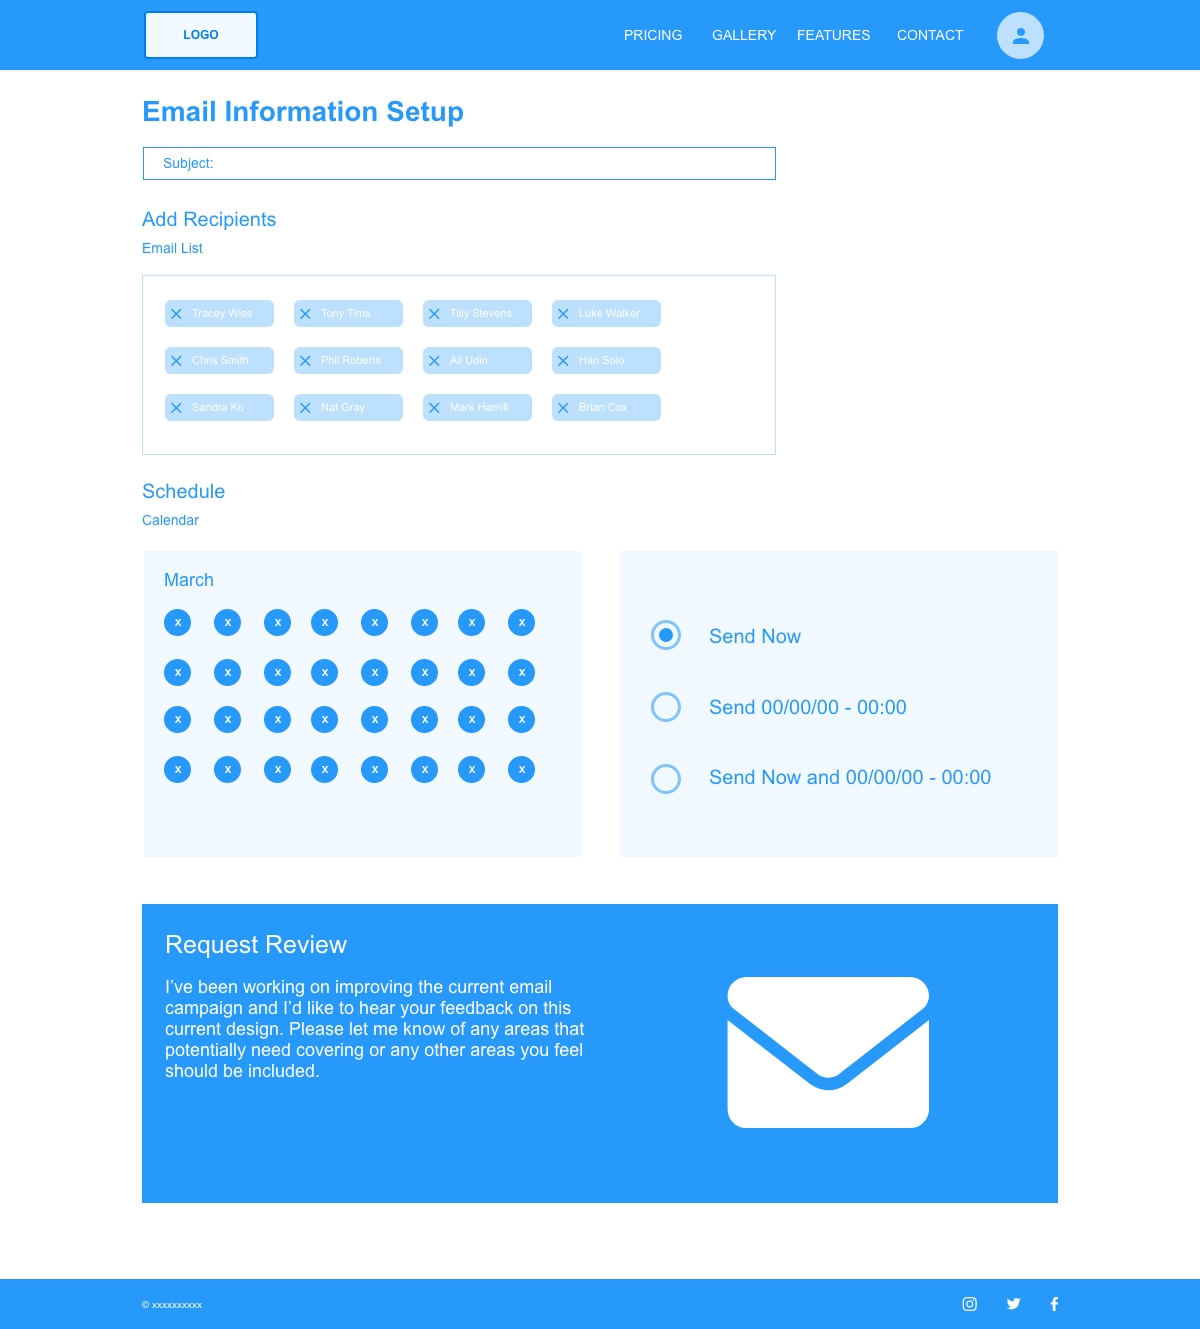 LOGO
PRICING GALLERY FEATURES CONTACT
Email Information Setup
Subject:
Add Recipients
Email List
Tracey Wise Tony Tims Tilly Stevens Luke Walker
Chris Smith Phil Roberts Ali Udin Han Solo
Sandra Ko Nat Gray Mark Hamill Brian Cox
Schedule
Calendar
March
x x x x x x x x
x x x x x x x x
x x x x x x x x
x x x x x x x x
Send Now
Send 00/00/00 - 00:00
Send Now and 00/00/00 - 00:00
Request Review
I’ve been working on improving the current email
campaign and I’d like to hear your feedback on this
current design. Please let me know of any areas that
potentially need covering or any other areas you feel
should be included.
© xxxxxxxxxx